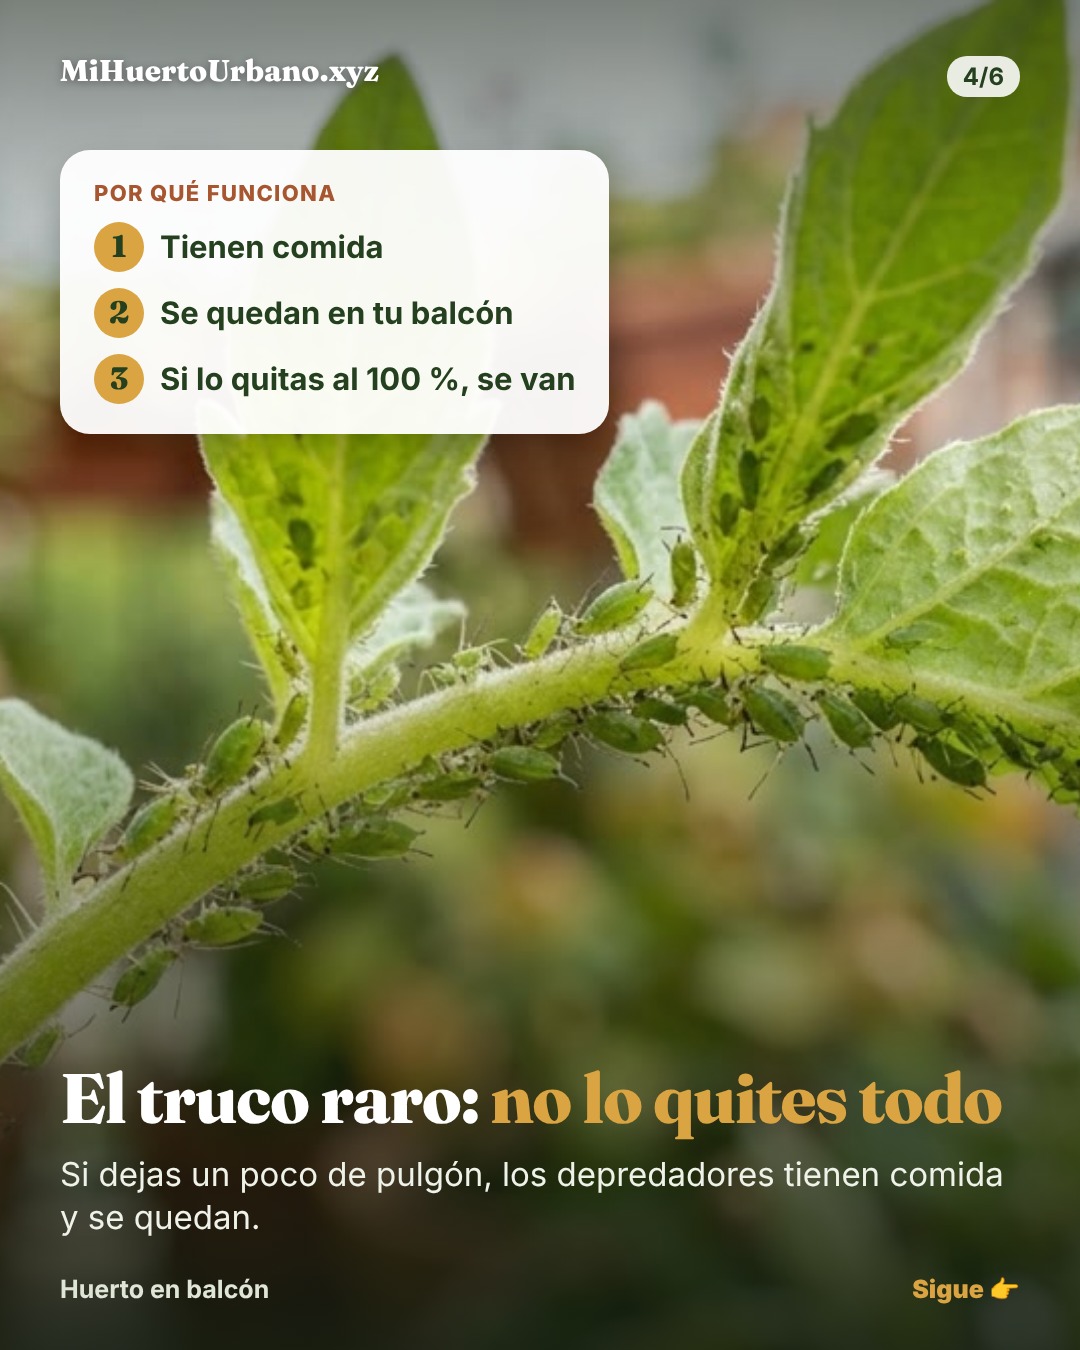 MiHuertoUrbano.xyz
4/6
POR QUÉ FUNCIONA
1 Tienen comida
2 Se quedan en tu balcón
3 Si lo quitas al 100 %, se van
El truco raro: no lo quites todo
Si dejas un poco de pulgón, los depredadores tienen comida
y se quedan.
Huerto en balcón
Sigue 👉